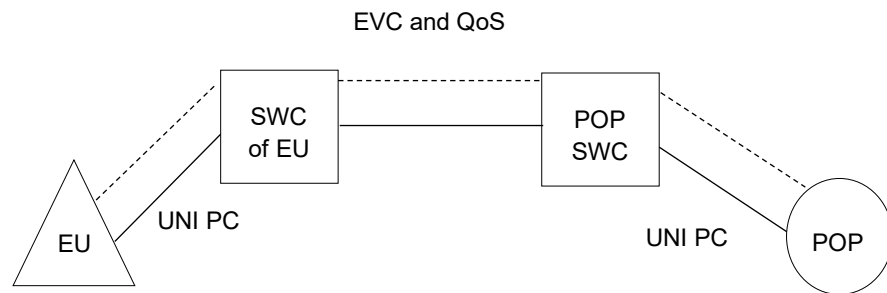 EVC and QoS
SWC
of EU
POP
SWC
UNI PC
EU
UNI PC
POP